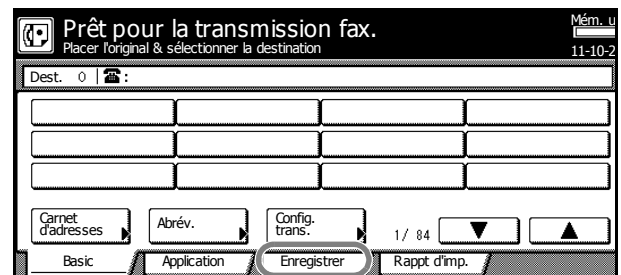 Prêt pour la transmission fax.
Placer l'original & sélectionner la destination
Mém. u
11-10-2
Dest. 0 ☎:
Carnet d'adresses
Abrév.
Config. trans.
1/ 84
Basic
Application
Enregistrer
Rappt d'imp.